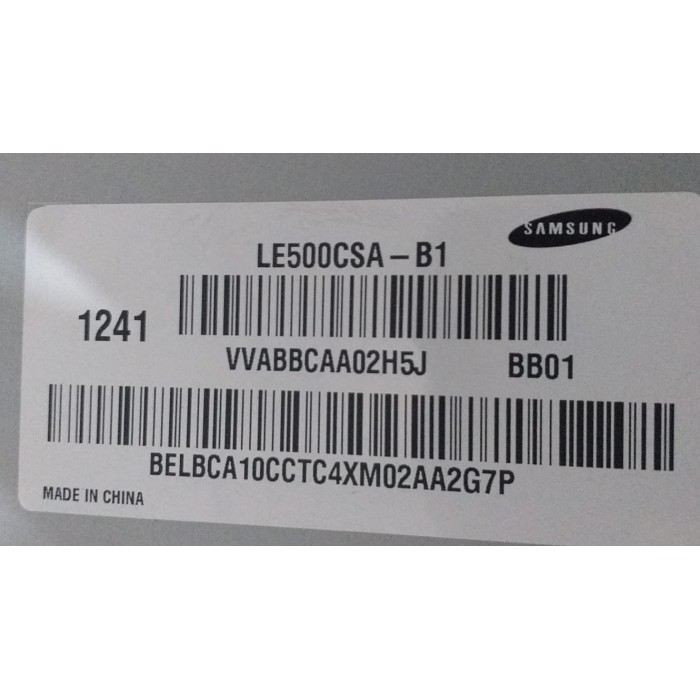 SAMSUNG
LE500CSA-B1
1241
VVABBCAA02H5J BB01
BELBCA10CCTC4XM02AA2G7P
MADE IN CHINA